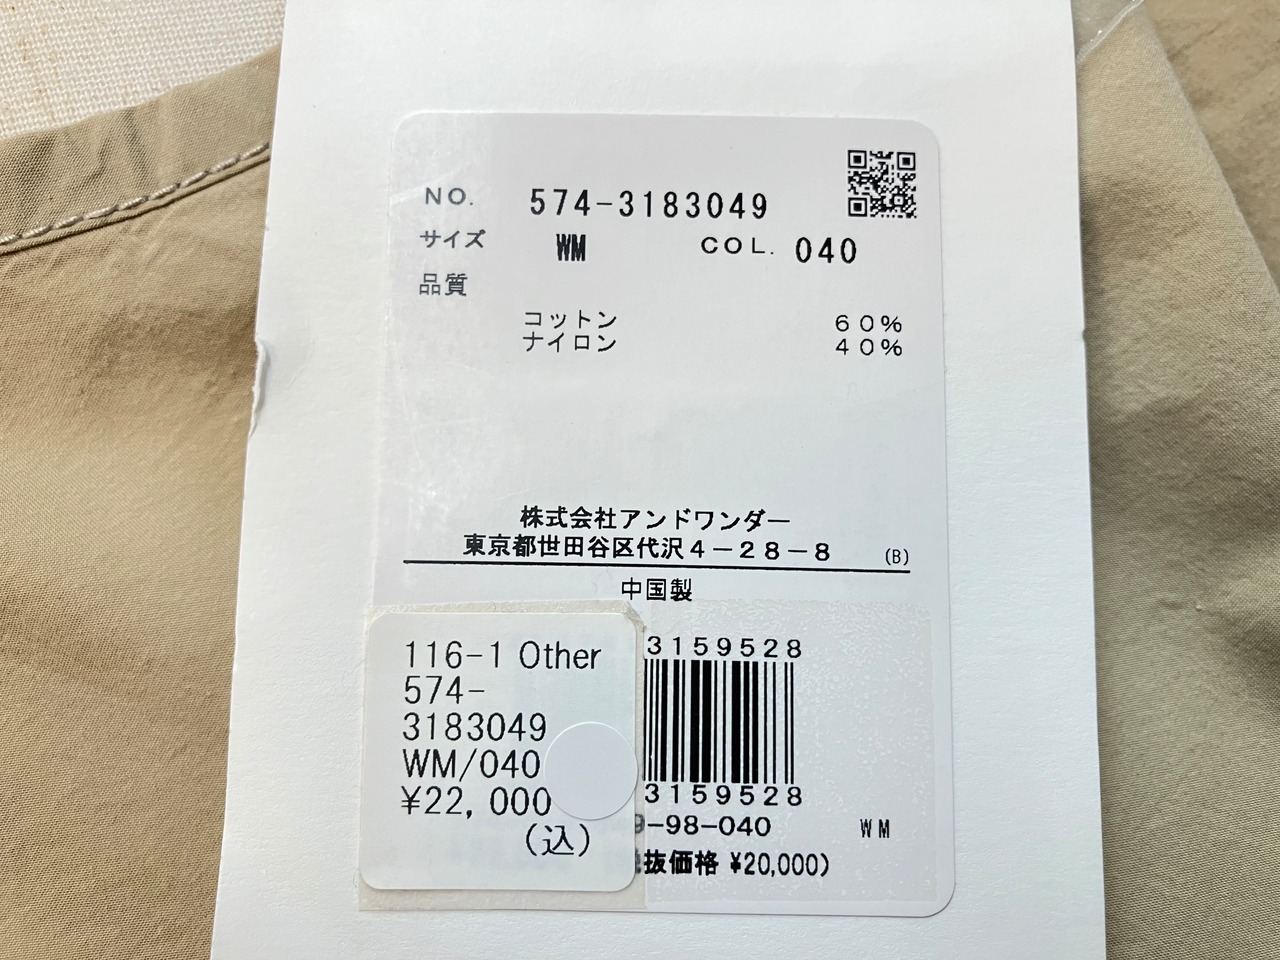 NO. 574-3183049
サイズ WM COL. 040
品質
コットン 60%
ナイロン 40%
株式会社アンドワンダー
東京都世田谷区代沢4-28-8 (B)
中国製
116-1 Other
574-
3183049
WM/040
¥22,000
(込)
3159528
3159528
9-98-040 WM
抜価格 ¥20,000)